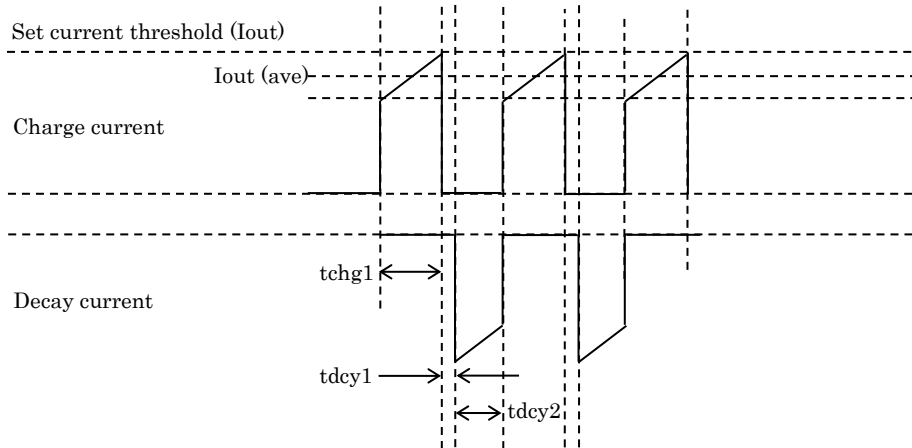 Set current threshold (Iout)
Iout (ave)
Charge current
tchg1
Decay current
tdcy1
tdcy2